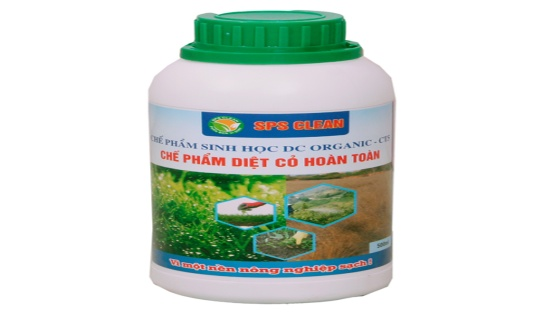 SPS CLEAN
CHẾ PHẨM SINH HỌC DC ORGANIC -
CHẾ PHẨM DIỆT CỎ HOÀN TOÀN
Vì một nền nông nghiệp sạch !